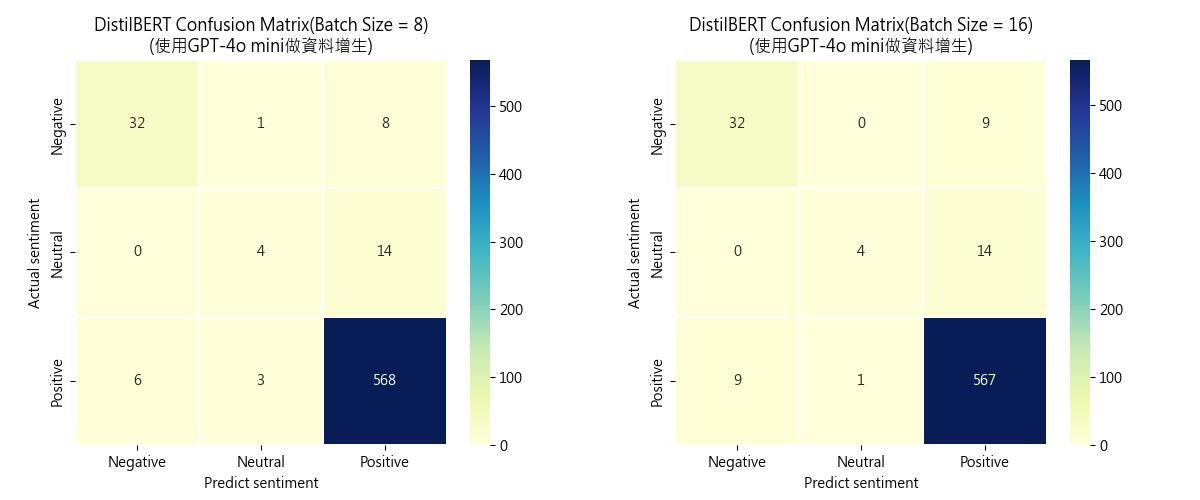 DistilBERT Confusion Matrix(Batch Size = 8)
(使用GPT-4o mini做資料增生)
Actual sentiment
Negative
32
1
8
Neutral
0
4
14
Positive
6
3
568
Negative
Neutral
Positive
Predict sentiment
500
400
300
200
100
0
DistilBERT Confusion Matrix(Batch Size = 16)
(使用GPT-4o mini做資料增生)
Actual sentiment
Negative
32
0
9
Neutral
0
4
14
Positive
9
1
567
Negative
Neutral
Positive
Predict sentiment
500
400
300
200
100
0